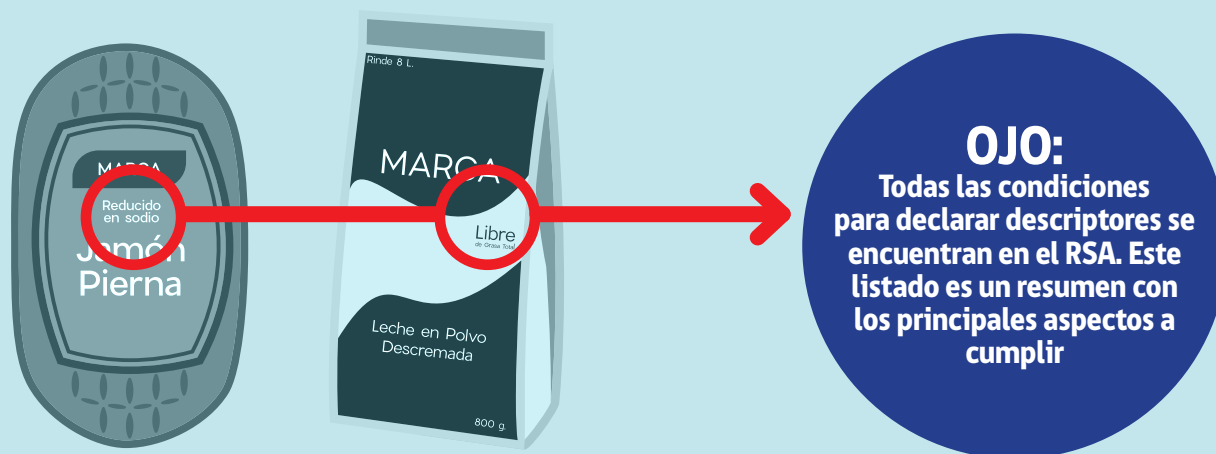 MARCA
Reducido
en sodio
Jamón
Pierna
Rinde 8 L.
MARCA
Libre
de Grasa Total
Leche en Polvo
Descremada
800 g.
OJO:
Todas las condiciones
para declarar descriptores se
encuentran en el RSA. Este
listado es un resumen con
los principales aspectos a
cumplir